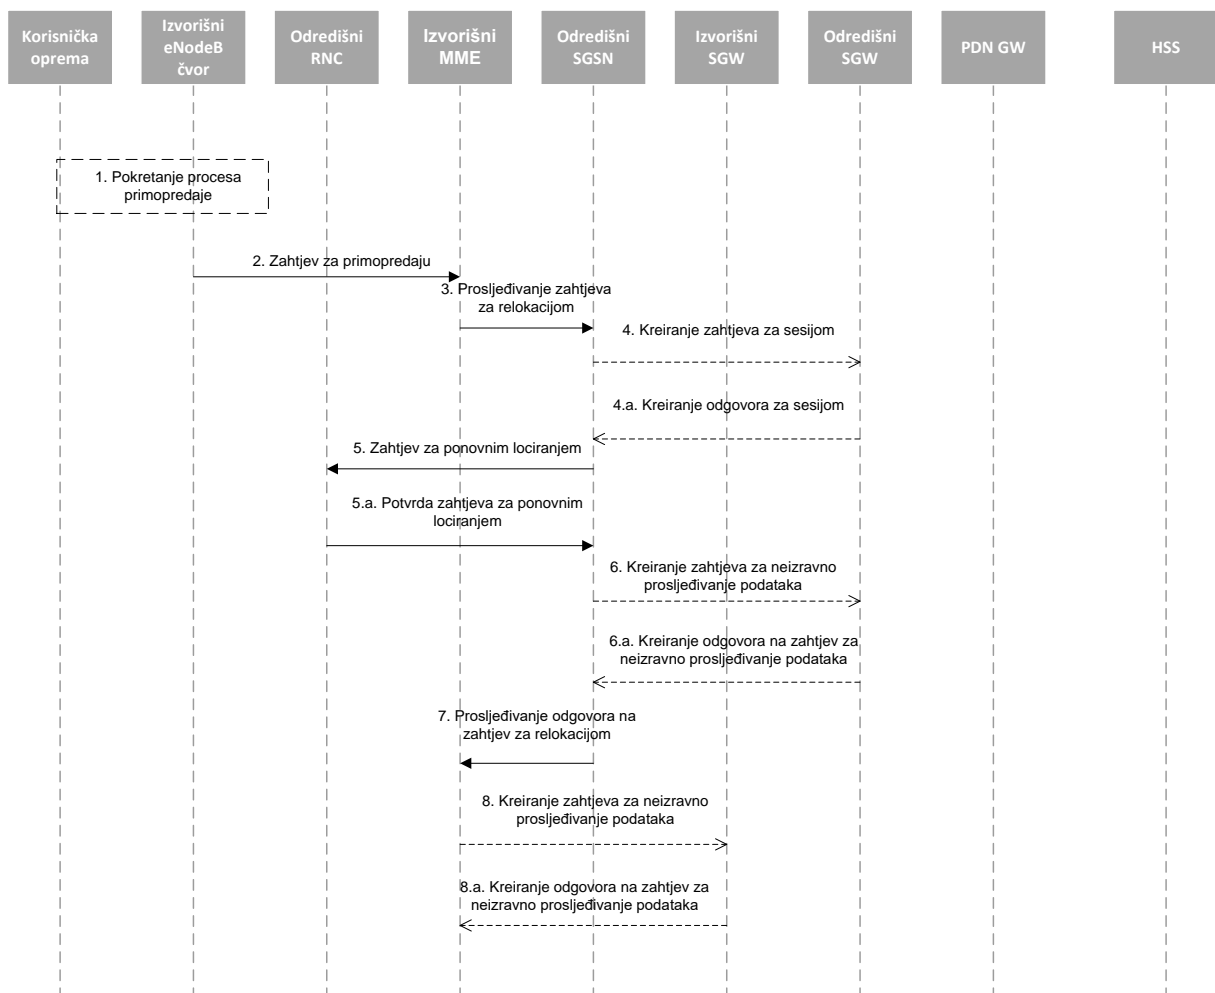 Korisnička
oprema
Izvorišni
eNodeB
čvor
Odredišni
RNC
Izvorišni
MME
Odredišni
SGSN
Izvorišni
SGW
Odredišni
SGW
PDN GW
HSS
1. Pokretanje procesa
primopredaje
2. Zahtjev za primopredaju
3. Prosljeđivanje zahtjeva
za relokacijom
4. Kreiranje zahtjeva za sesijom
4.a. Kreiranje odgovora za sesijom
5. Zahtjev za ponovnim lociranjem
5.a. Potvrda zahtjeva za ponovnim
lociranjem
6. Kreiranje zahtjeva za neizravno
prosljeđivanje podataka
6.a. Kreiranje odgovora na zahtjev za
neizravno prosljeđivanje podataka
7. Prosljeđivanje odgovora na
zahtjev za relokacijom
8. Kreiranje zahtjeva za neizravno
prosljeđivanje podataka
8.a. Kreiranje odgovora na zahtjev za
neizravno prosljeđivanje podataka